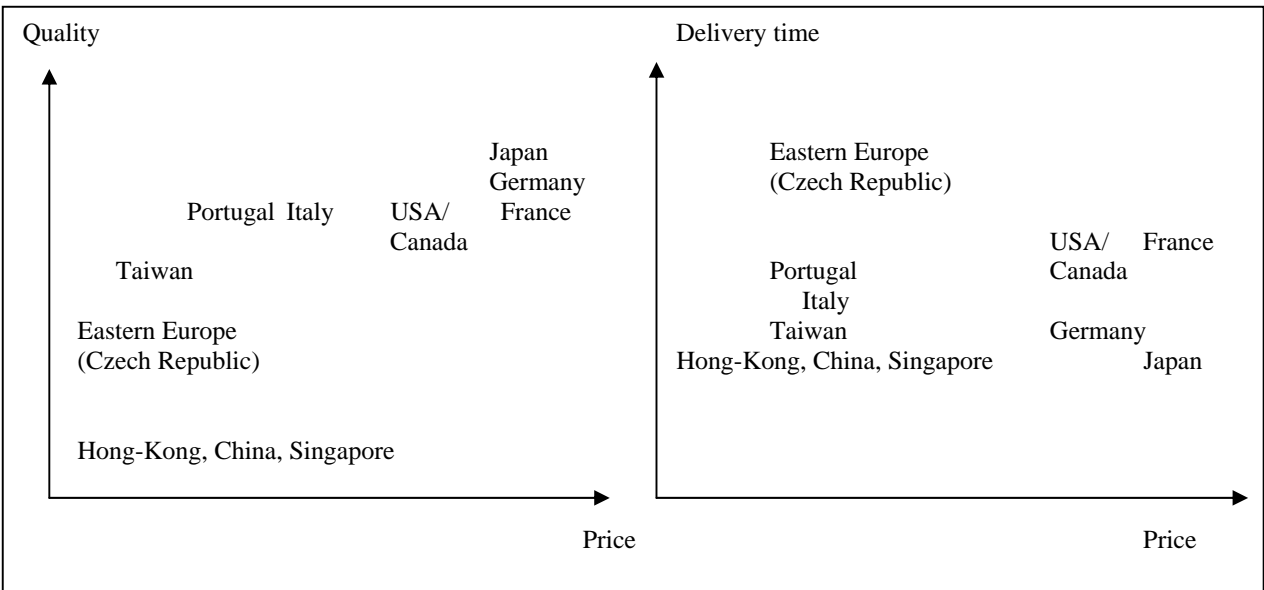 Quality
Japan
Germany
Portugal Italy USA/ France
Canada
Taiwan
Eastern Europe
(Czech Republic)
Hong-Kong, China, Singapore
Price
Delivery time
Eastern Europe
(Czech Republic)
USA/ France
Portugal Canada
Italy
Taiwan Germany
Hong-Kong, China, Singapore Japan
Price